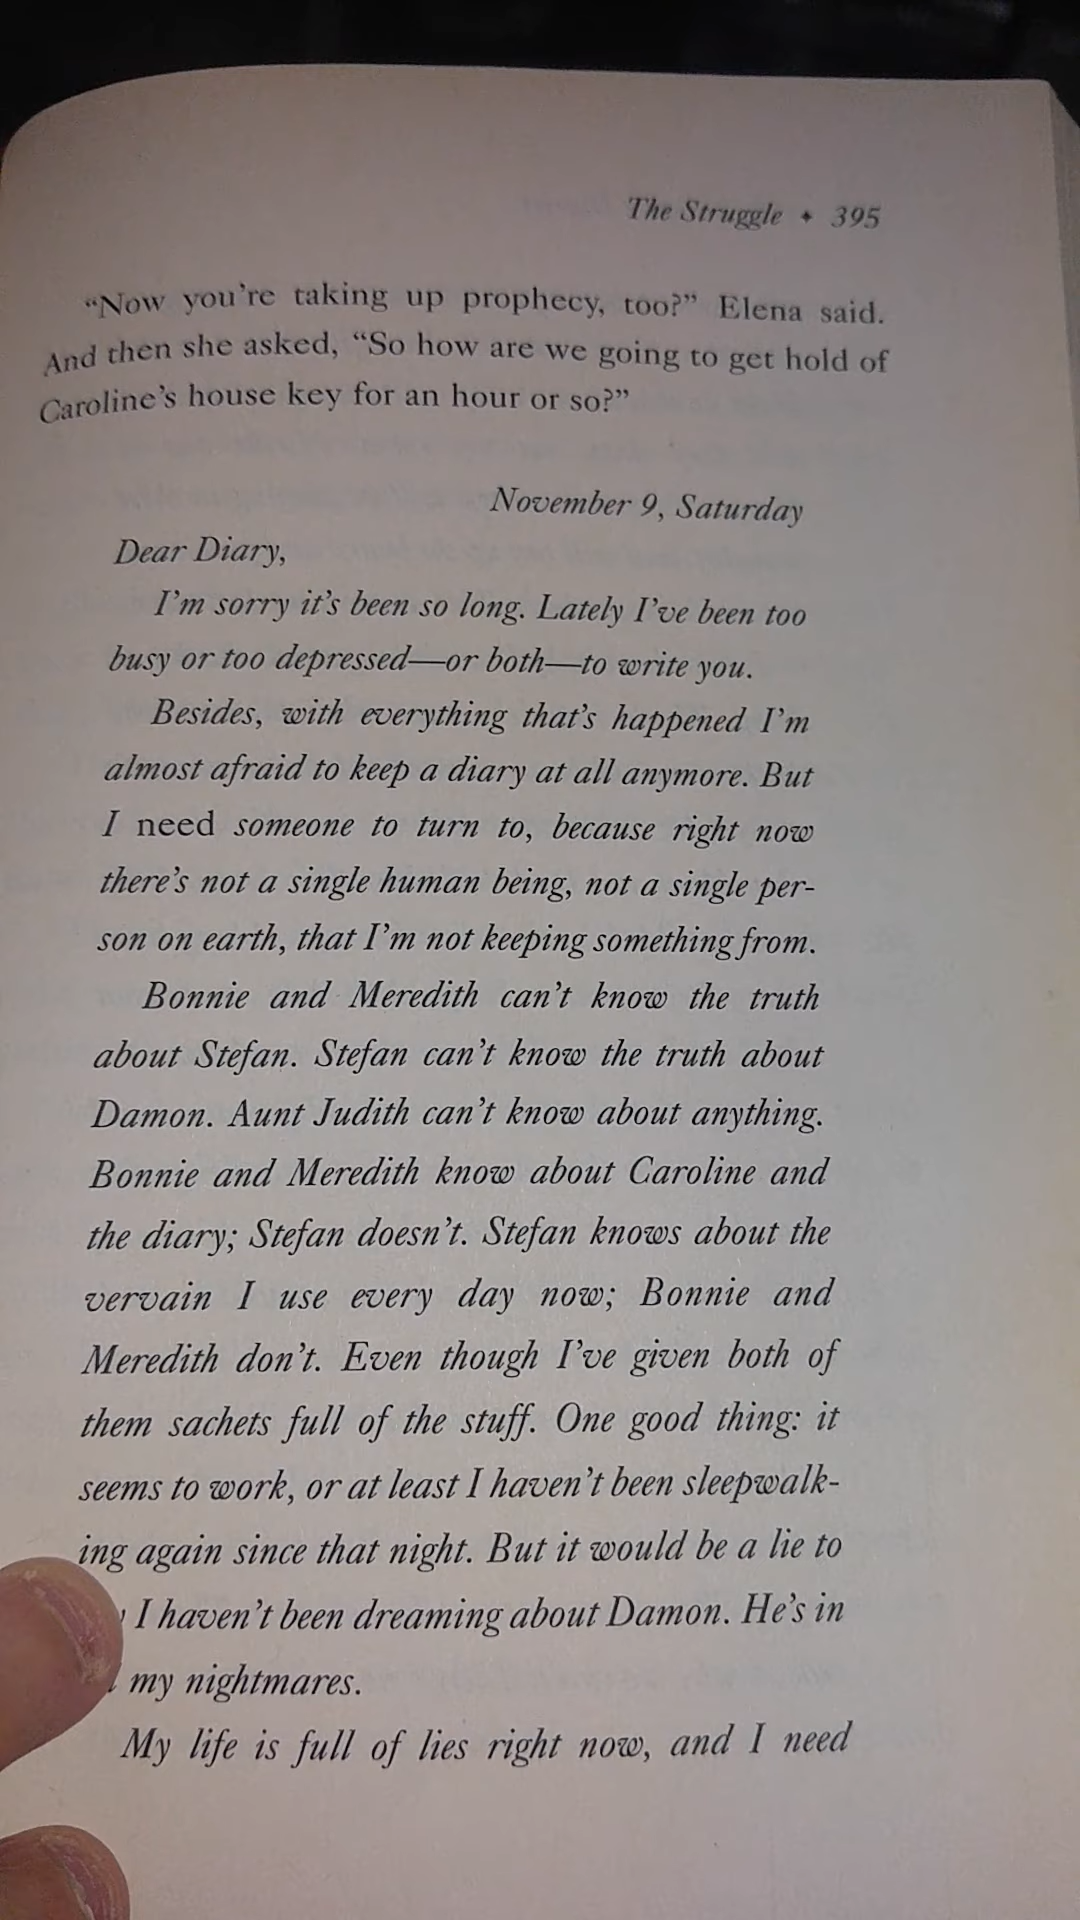 The Struggle ✦ 395
“Now you’re taking up prophecy, too?” Elena said.
And then she asked, “So how are we going to get hold of
Caroline’s house key for an hour or so?”
November 9, Saturday
Dear Diary,
I’m sorry it’s been so long. Lately I’ve been too
busy or too depressed—or both—to write you.
Besides, with everything that’s happened I’m
almost afraid to keep a diary at all anymore. But
I need someone to turn to, because right now
there’s not a single human being, not a single per-
son on earth, that I’m not keeping something from.
Bonnie and Meredith can’t know the truth
about Stefan. Stefan can’t know the truth about
Damon. Aunt Judith can’t know about anything.
Bonnie and Meredith know about Caroline and
the diary; Stefan doesn’t. Stefan knows about the
vervain I use every day now; Bonnie and
Meredith don’t. Even though I’ve given both of
them sachets full of the stuff. One good thing: it
seems to work, or at least I haven’t been sleepwalk-
ing again since that night. But it would be a lie to
I haven’t been dreaming about Damon. He’s in
my nightmares.
My life is full of lies right now, and I need